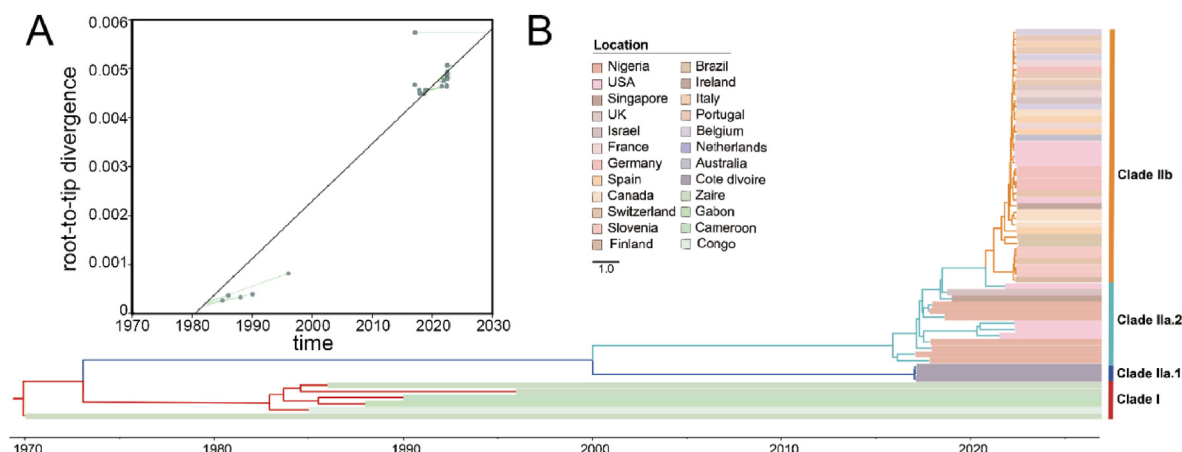 A
0.006
0.005
0.004
0.003
0.002
0.001
0
root-to-tip divergence
1970 1980 1990 2000 2010 2020 2030
time
B
Location
Nigeria Brazil
USA Ireland
Singapore Italy
UK Portugal
Israel Belgium
France Netherlands
Germany Australia
Spain Cote divoire
Canada Zaire
Switzerland Gabon
Slovenia Cameroon
Finland Congo
1.0
Clade IIb
Clade IIa.2
Clade IIa.1
Clade I
1970 1980 1990 2000 2010 2020